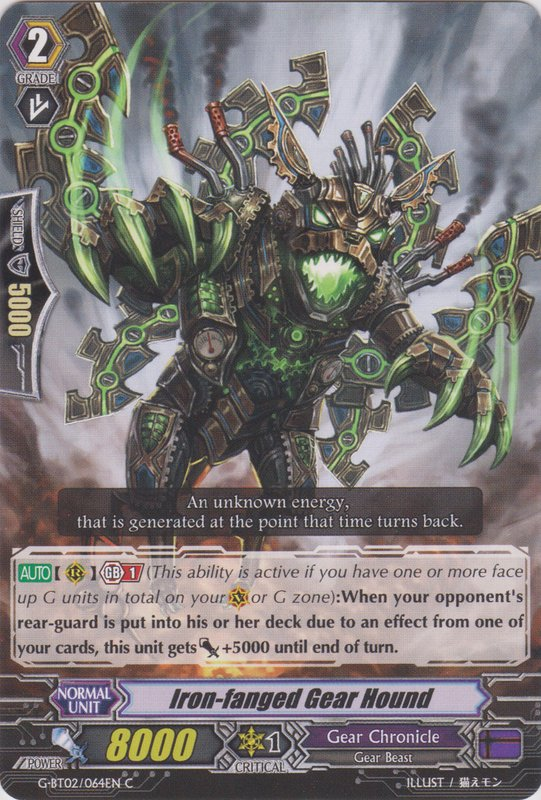 2
GRADE
SHIELD
5000
An unknown energy,
that is generated at the point that time turns back.
AUTO【 R 】GB 1 (This ability is active if you have one or more face
up G units in total on your V or G zone):When your opponent's
rear-guard is put into his or her deck due to an effect from one of
your cards, this unit gets +5000 until end of turn.
NORMAL
UNIT
Iron-fanged Gear Hound
POWER
8000
1
CRITICAL
Gear Chronicle
Gear Beast
G-BT02/064EN C
ILLUST / 猫えモン